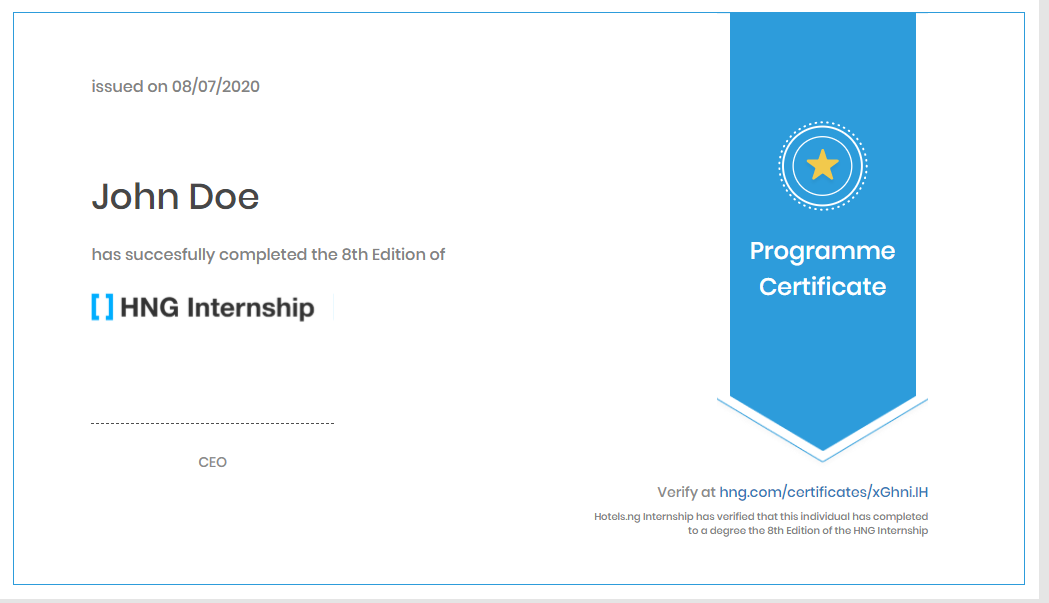 issued on 08/07/2020
John Doe
has succesfully completed the 8th Edition of
[ ] HNG Internship
CEO
Programme
Certificate
Verify at hng.com/certificates/xGhni.IH
Hotels.ng Internship has verified that this individual has completed
to a degree the 8th Edition of the HNG Internship